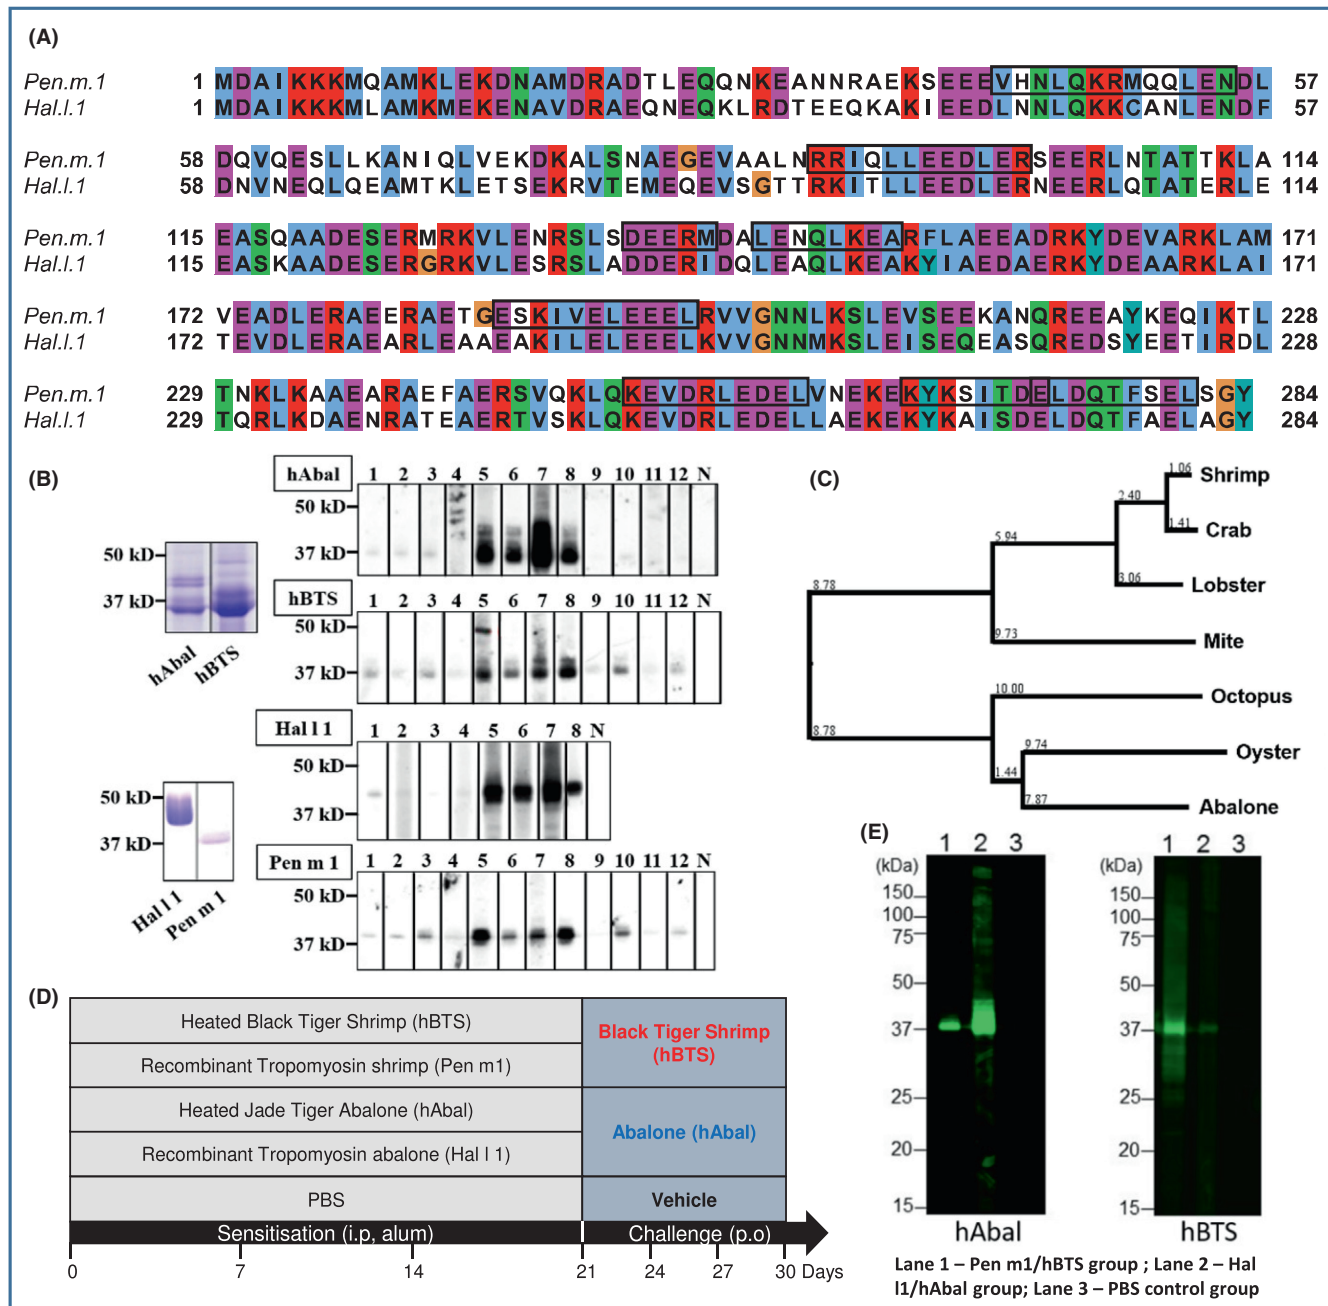 (A)
Pen.m.1 1 MDAIKKKMQAMKLEKDNAMDRADTLEQQNKEANNRAEKSEEEVHNLQKRMQQLENDL 57
Hal.l.1 1 MDAIKKKMLAMKMEKENAVDRAEQNEQKLRDTEEQKAKIEEDLNNLQKKCANLENDF 57
Pen.m.1 58 DQVQESLLKANIQLVEKDKALSNAEGEVAALNRRIQLLEEDLERSEERLNTATTKLA 114
Hal.l.1 58 DNVNEQLQEAMTKLETSEKRVTEMEQEVSGTTRKITLLEEDLERNEERLQTATERLE 114
Pen.m.1 115 EASQAADESERMRKVLENRSLSDEERMDALENQLKEARFLAEEADRKYDEVARKLAM 171
Hal.l.1 115 EASKAADESERGRKVLESRSLADDERIDQLEAQLKEAKYIAEDAERKYDEAARKLAI 171
Pen.m.1 172 VEADLERAEERAETGESKIVELEEELRVVGNNLKSLEVSEEKANQREEAYKEQIKTL 228
Hal.l.1 172 TEVDLERAEARLEAAEAKILELEEELKVVGNNMKSLEISEQEASQREDSYEETIRDL 228
Pen.m.1 229 TNKLKAAEARAEFAERSVQKLQKEVDRLEDELVNEKEKYKSITDELDQTFSELSGY 284
Hal.l.1 229 TQRLKDAENRATEAERTVSKLQKEVDRLEDELLAEKEKYKAISDELDQTFAELAGY 284
(B)
hAbal 1 2 3 4 5 6 7 8 9 10 11 12 N
50 kD
37 kD
50 kD
37 kD
hAbal hBTS
hBTS 1 2 3 4 5 6 7 8 9 10 11 12 N
50 kD
37 kD
Hal l 1 1 2 3 4 5 6 7 8 N
50 kD
37 kD
50 kD
37 kD
Hal l 1 Pen m 1
Pen m 1 1 2 3 4 5 6 7 8 9 10 11 12 N
50 kD
37 kD
(C)
1.06 Shrimp
2.40
1.41 Crab
5.94
3.06 Lobster
8.78
9.73 Mite
10.00 Octopus
8.78
9.74 Oyster
1.44
7.87 Abalone
(D)
Heated Black Tiger Shrimp (hBTS)
Recombinant Tropomyosin shrimp (Pen m1)
Black Tiger Shrimp
(hBTS)
Heated Jade Tiger Abalone (hAbal)
Recombinant Tropomyosin abalone (Hal l 1)
Abalone (hAbal)
PBS
Vehicle
Sensitisation (i.p, alum) Challenge (p.o)
0 7 14 21 24 27 30 Days
(E)
1 2 3
(kDa)
150
100
75
50
37
25
20
15
hAbal
1 2 3
(kDa)
150
100
75
50
37
25
20
15
hBTS
Lane 1 – Pen m1/hBTS group ; Lane 2 – Hal
l1/hAbal group; Lane 3 – PBS control group